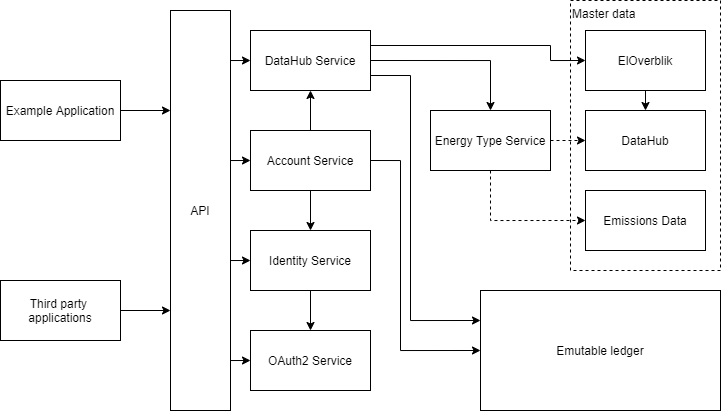 Master data
DataHub Service
ElOverblik
Example Application
Energy Type Service
DataHub
Account Service
API
Emissions Data
Identity Service
Third party
applications
OAuth2 Service
Emutable ledger